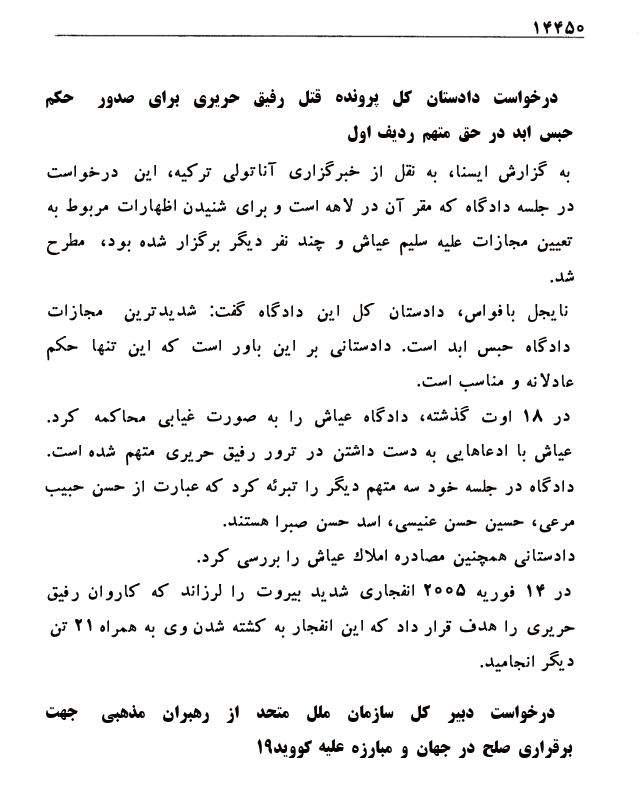 ۱۴۴۵۰
درخواست دادستان کل پرونده قتل رفیق حریری برای صدور حکم
حبس ابد در حق متهم ردیف اول
به گزارش ایسنا، به نقل از خبرگزاری آناتولی ترکیه، این درخواست
در جلسه دادگاه که مقر آن در لاهه است و برای شنیدن اظهارات مربوط به
تعیین مجازات علیه سلیم عیاش و چند نفر دیگر برگزار شده بود، مطرح
شد.
نایجل بافواس، دادستان کل این دادگاه گفت: شدیدترین مجازات
دادگاه حبس ابد است. دادستانی بر این باور است که این تنها حکم
عادلانه و مناسب است.
در ۱۸ اوت گذشته، دادگاه عیاش را به صورت غیابی محاکمه کرد.
عیاش با ادعاهایی به دست داشتن در ترور رفیق حریری متهم شده است.
دادگاه در جلسه خود سه متهم دیگر را تبرئه کرد که عبارت از حسن حبیب
مرعی، حسین حسن عنیسی، اسد حسن صبرا هستند.
دادستانی همچنین مصادره املاك عیاش را بررسی کرد.
در ۱۴ فوریه ۲۰۰۵ انفجاری شدید بیروت را لرزاند که کاروان رفیق
حریری را هدف قرار داد که این انفجار به کشته شدن وی به همراه ۲۱ تن
دیگر انجامید.
درخواست دبیر کل سازمان ملل متحد از رهبران مذهبی جهت
برقراری صلح در جهان و مبارزه علیه کووید۱۹